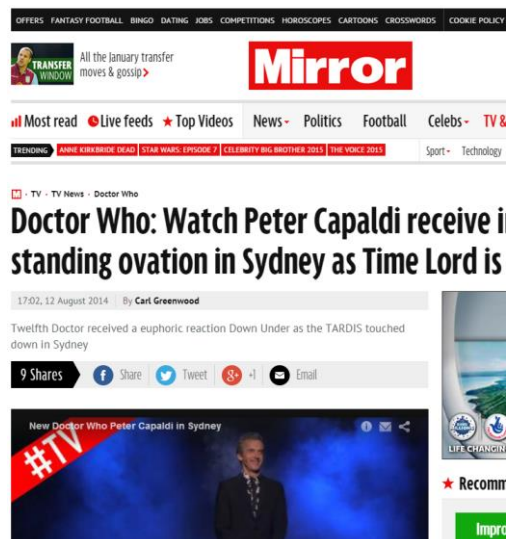 OFFERS FANTASY FOOTBALL BINGO DATING JOBS COMPETITIONS HOROSCOPES CARTOONS CROSSWORDS COOKIE POLICY
TRANSFER
WINDOW
All the January transfer
moves & gossip>
Mirror
Most read Live feeds Top Videos News Politics Football Celebs TV &
TRENDING ANNE KIRKBRIDE DEAD STAR WARS: EPISODE 7 CELEBRITY BIG BROTHER 2015 THE VOICE 2015 Sport Technology
M · TV · TV News · Doctor Who
Doctor Who: Watch Peter Capaldi receive
standing ovation in Sydney as Time Lord is
17:02, 12 August 2014 By Carl Greenwood
Twelfth Doctor received a euphoric reaction Down Under as the TARDIS touched
down in Sydney
9 Shares f Share Tweet 8+ +1 Email
New Doctor Who Peter Capaldi in Sydney
#TV
LIFE CHANGIN
Recomm
Impro